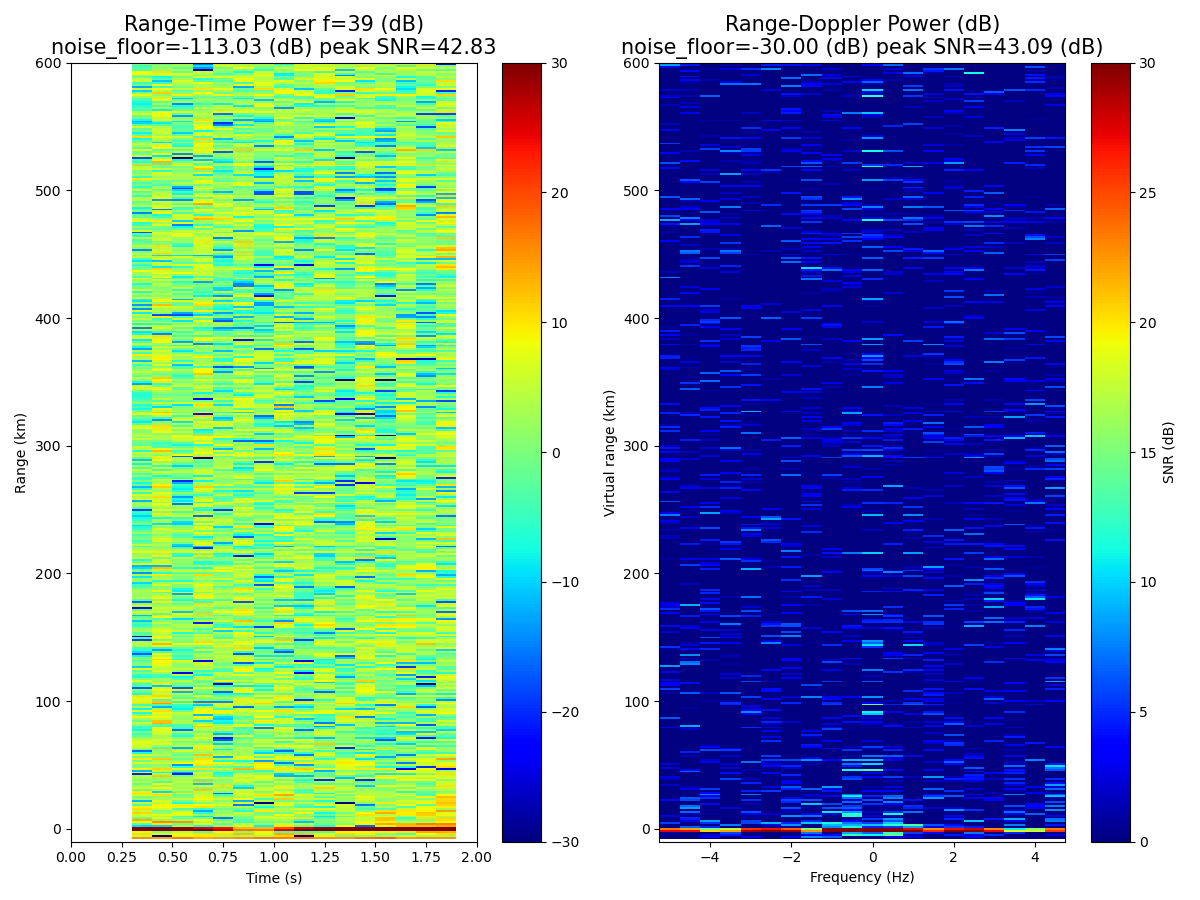 Range-Time Power f=39 (dB)
noise_floor=-113.03 (dB) peak SNR=42.83
600
500
400
300
200
100
0
Range (km)
0.00 0.25 0.50 0.75 1.00 1.25 1.50 1.75 2.00
Time (s)
30
20
10
0
−10
−20
−30
Range-Doppler Power (dB)
noise_floor=-30.00 (dB) peak SNR=43.09 (dB)
600
500
400
300
200
100
0
Virtual range (km)
−4 −2 0 2 4
Frequency (Hz)
30
25
20
15
10
5
0
SNR (dB)